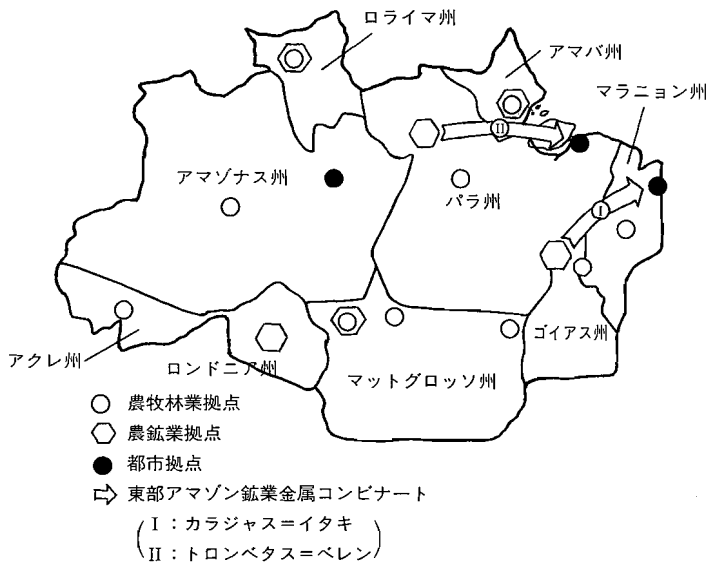 ロライマ州
アマバ州
マラニョン州
II
アマゾナス州
パラ州
I
アクレ州
ロンドニア州
マットグロッソ州
ゴイアス州
農牧林業拠点
農鉱業拠点
都市拠点
東部アマゾン鉱業金属コンビナート
(I:カラジャス=イタキ
II:トロンベタス=ベレン)